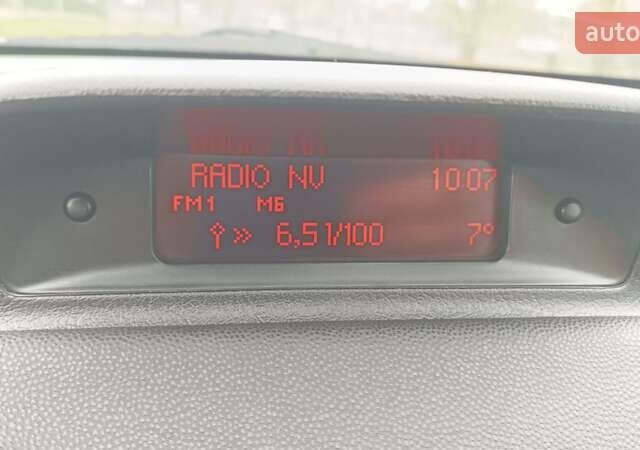 auto
RADIO NV 10:07
FM1 M6
6,5l/100 7°